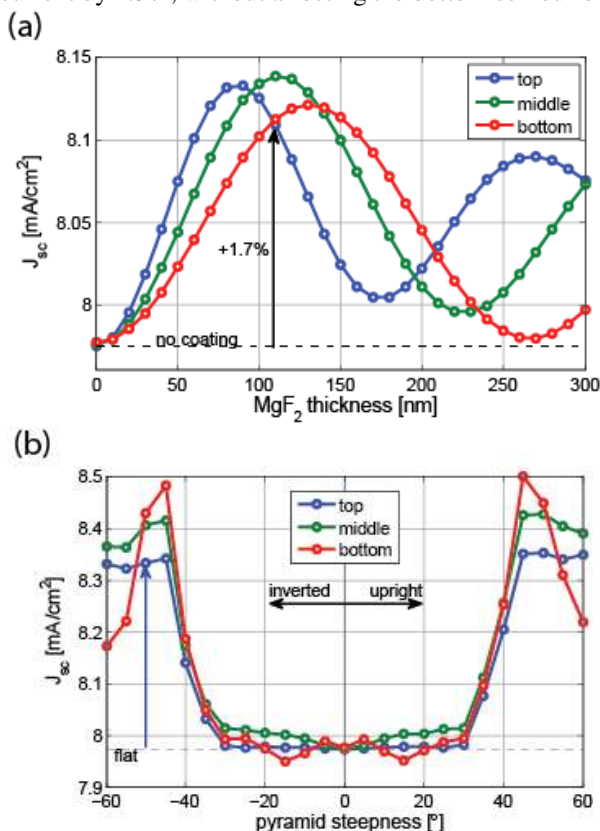 (a)
8.15
8.1
8.05
8
J_sc [mA/cm²]
top
middle
bottom
+1.7%
no coating
0 50 100 150 200 250 300
MgF₂ thickness [nm]
(b)
8.5
8.4
8.3
8.2
8.1
8
7.9
J_sc [mA/cm²]
top
middle
bottom
inverted upright
flat
−60 −40 −20 0 20 40 60
pyramid steepness [°]